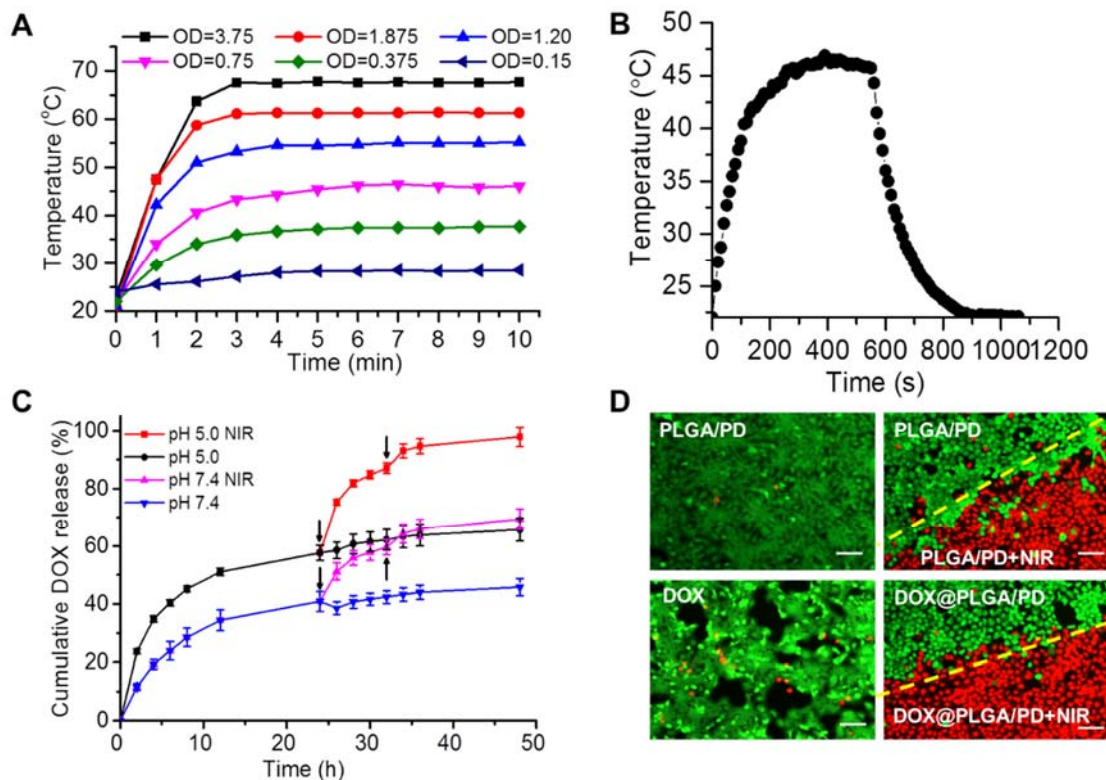 A
OD=3.75 OD=1.875 OD=1.20
OD=0.75 OD=0.375 OD=0.15
70
60
50
40
30
20
Temperature (°C)
0 1 2 3 4 5 6 7 8 9 10
Time (min)
B
50
45
40
35
30
25
Temperature (°C)
0 200 400 600 800 1000 1200
Time (s)
C
pH 5.0 NIR
pH 5.0
pH 7.4 NIR
pH 7.4
100
80
60
40
20
0
Cumulative DOX release (%)
0 10 20 30 40 50
Time (h)
D
PLGA/PD
PLGA/PD
PLGA/PD+NIR
DOX
DOX@PLGA/PD
DOX@PLGA/PD+NIR